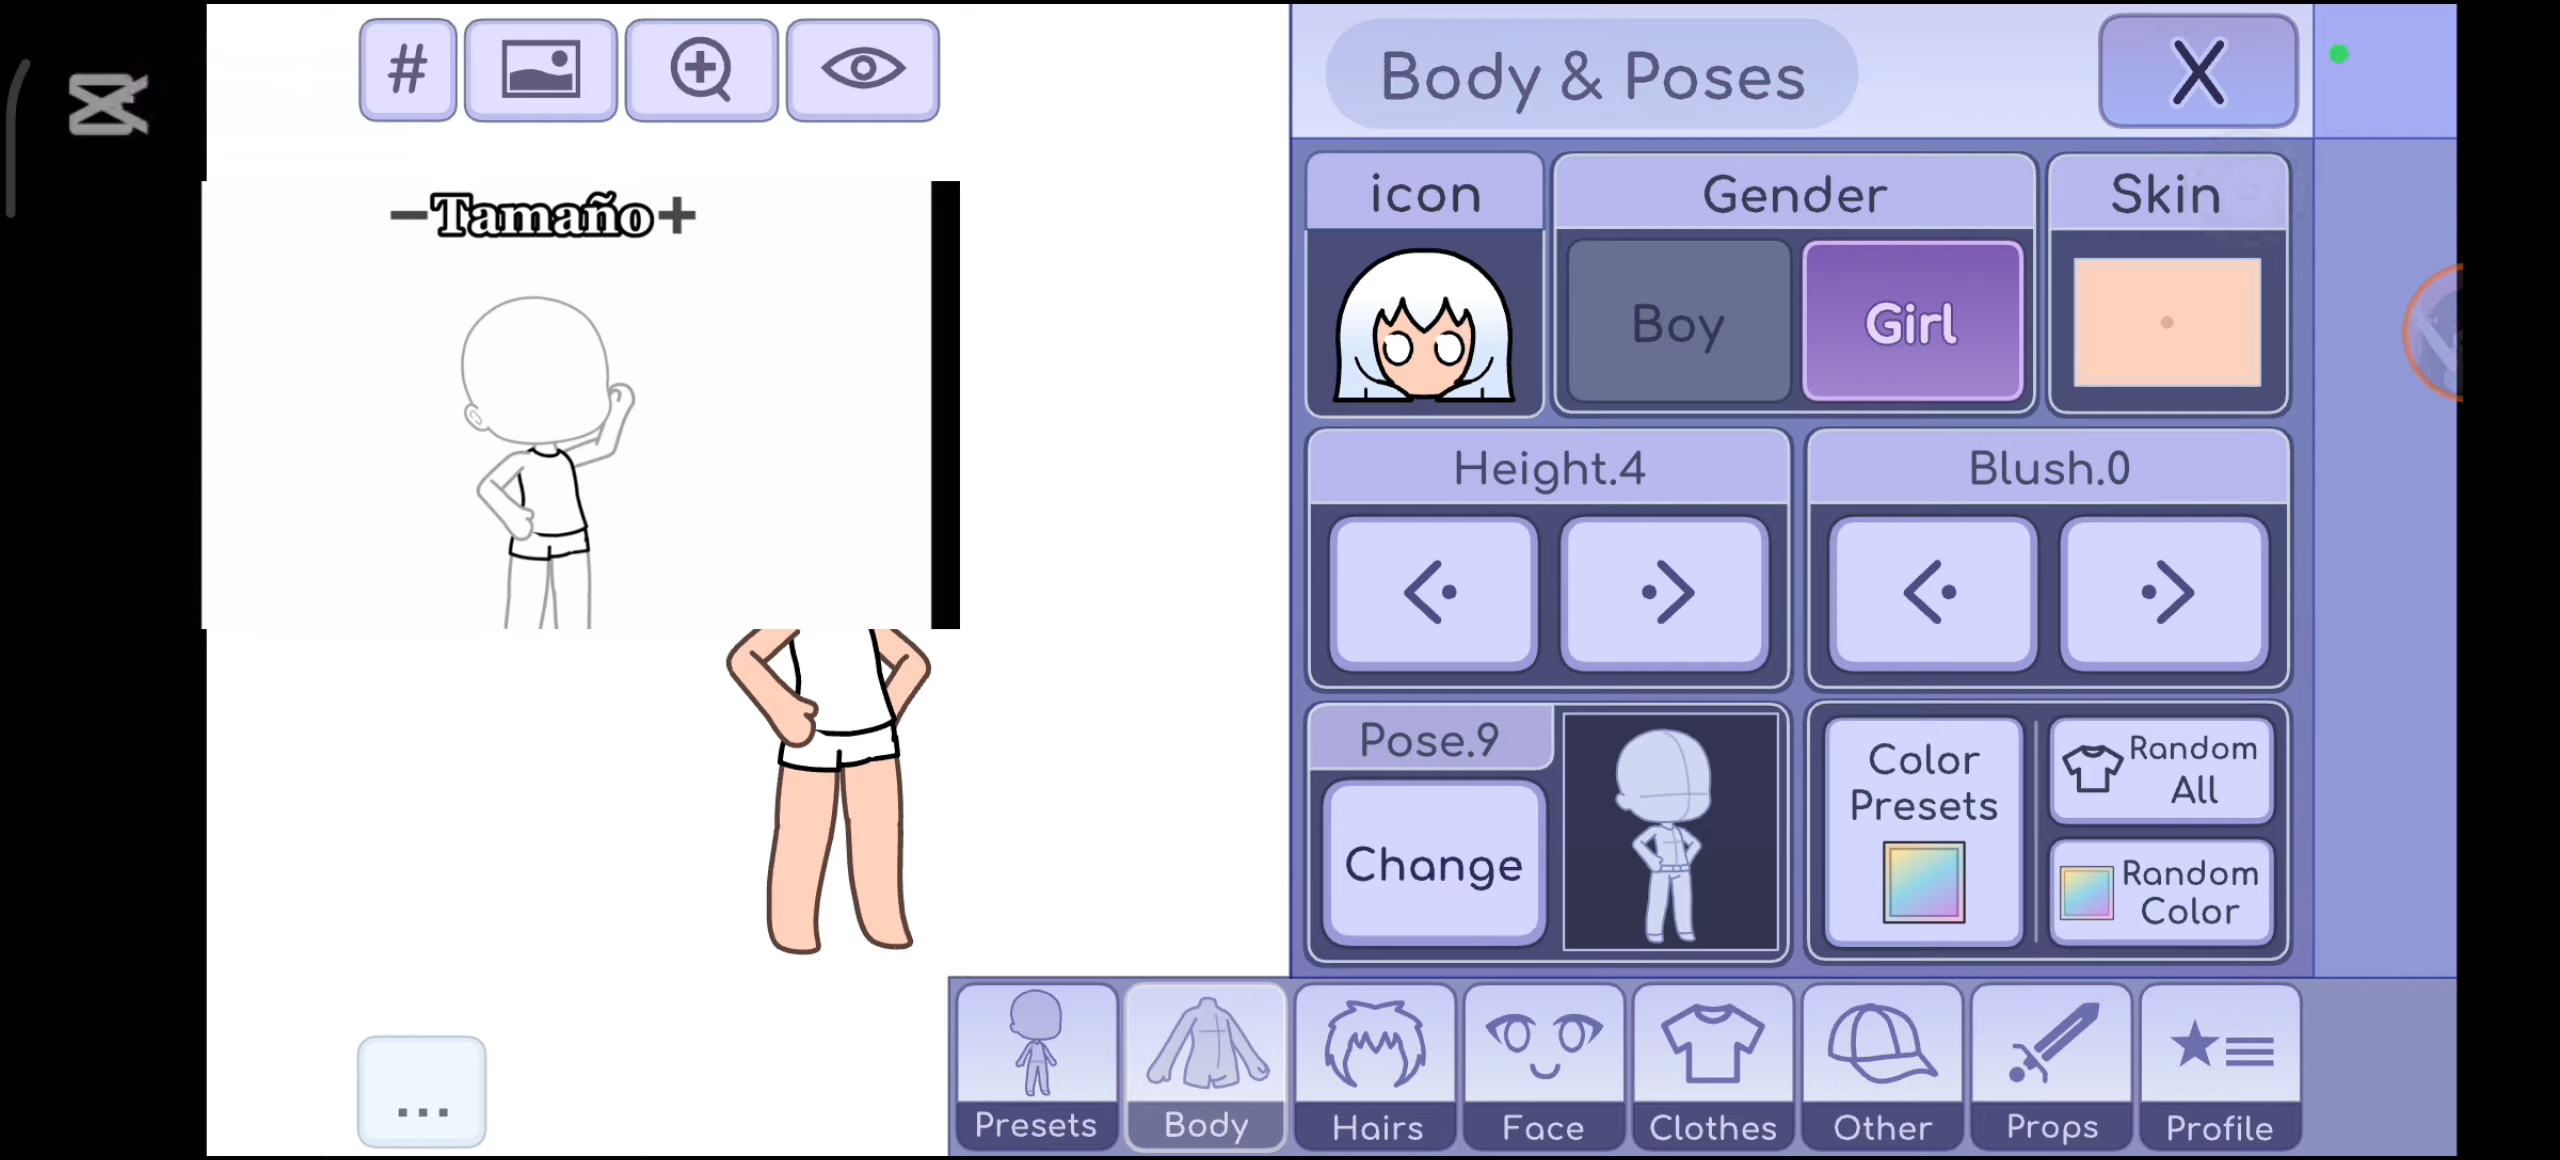 #
Body & Poses
X
-Tamaño+
icon
Gender
Skin
Boy
Girl
Height.4
Blush.0
Pose.9
Change
Color
Presets
Random
All
Random
Color
...
Presets
Body
Hairs
Face
Clothes
Other
Props
Profile